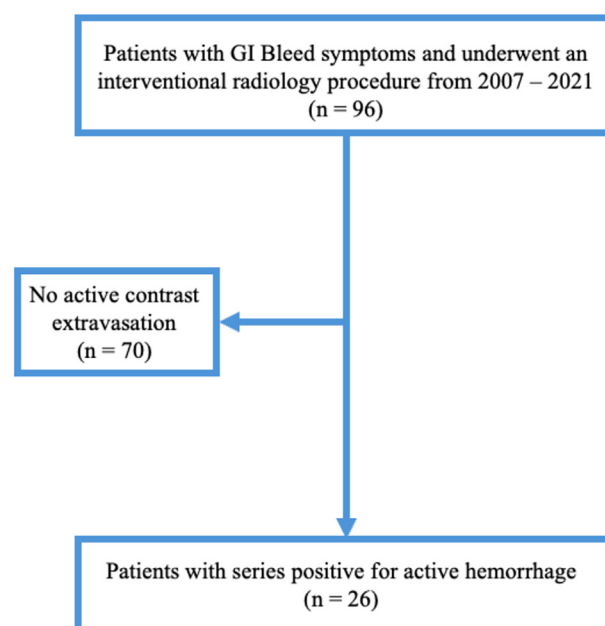 Patients with GI Bleed symptoms and underwent an
interventional radiology procedure from 2007 – 2021
(n = 96)
No active contrast
extravasation
(n = 70)
Patients with series positive for active hemorrhage
(n = 26)